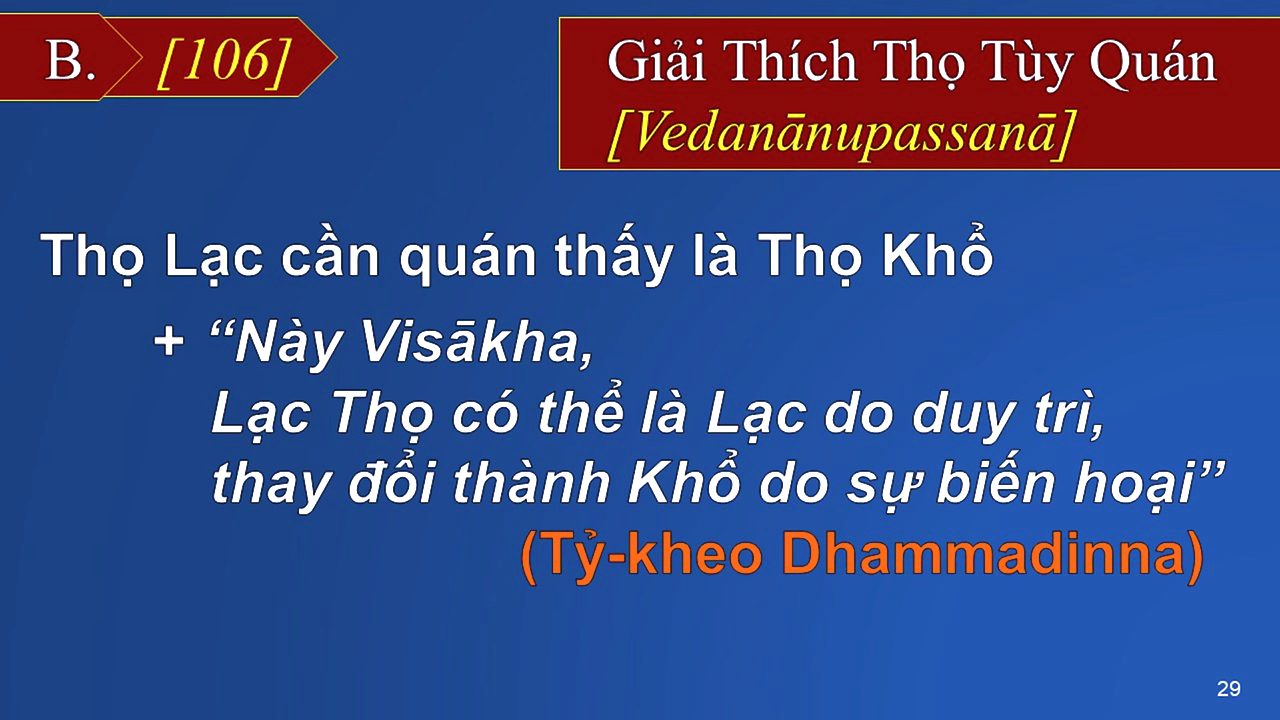 B. [106]
Giải Thích Thọ Tùy Quán
[Vedanānupassanā]
Thọ Lạc cần quán thấy là Thọ Khổ
+ “Này Visākha,
Lạc Thọ có thể là Lạc do duy trì,
thay đổi thành Khổ do sự biến hoại”
(Tỷ-kheo Dhammadinna)
29